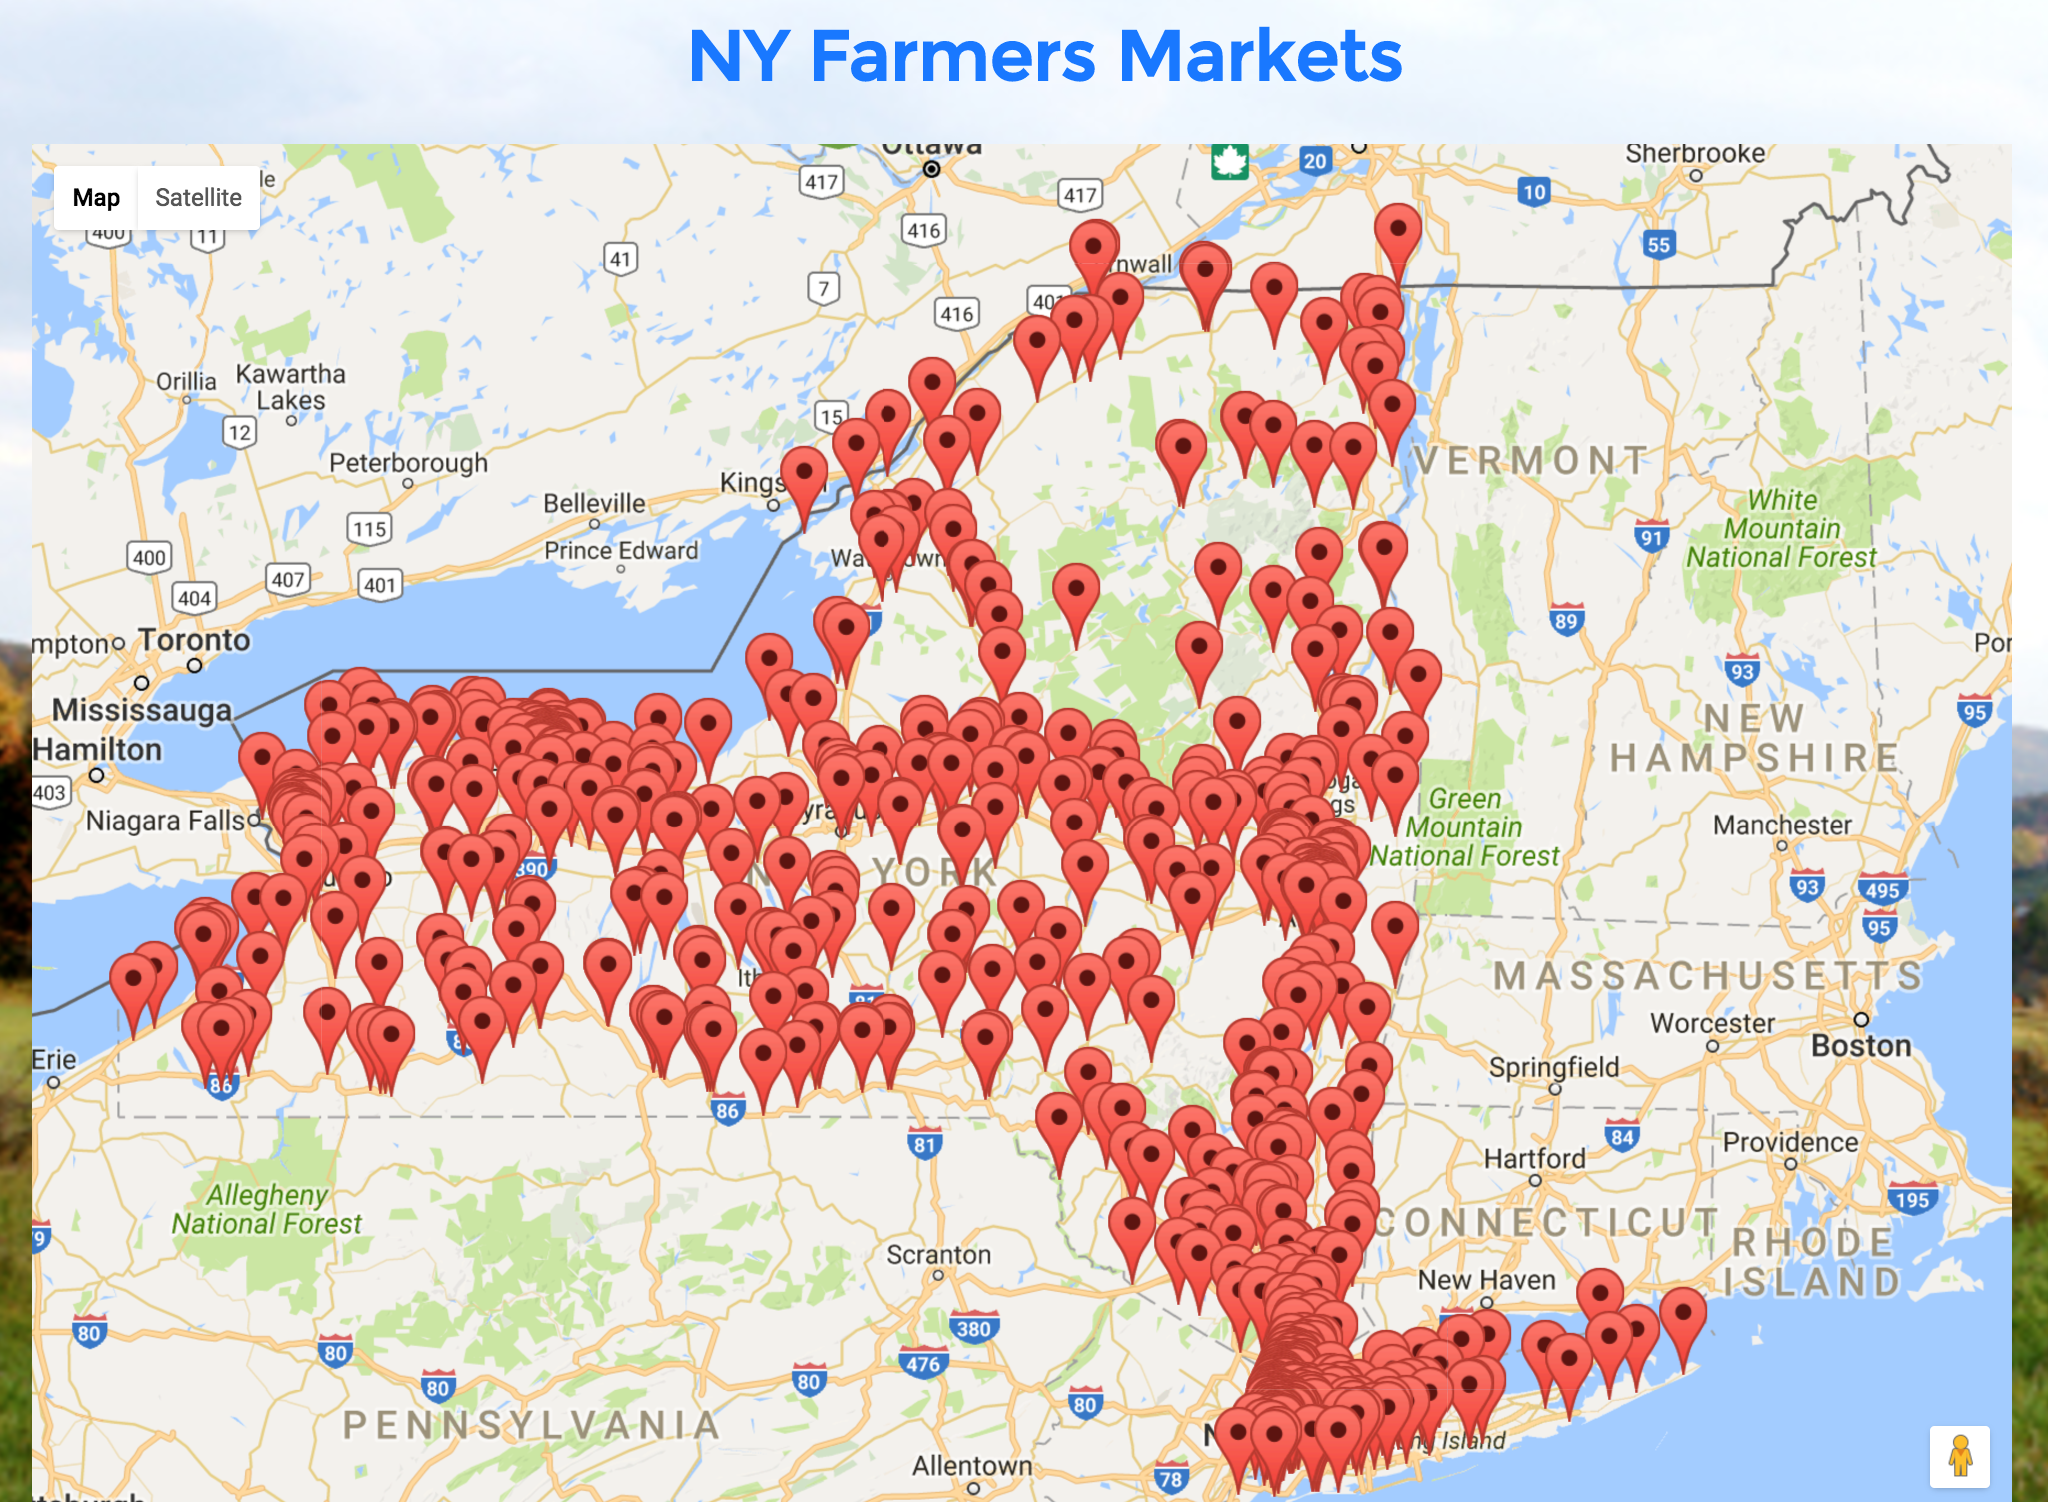 NY Farmers Markets
Map
Satellite
Ottawa
Sherbrooke
417
20
417
10
400
11
416
55
41
rnwall
7
401
416
Orillia
Kawartha
Lakes
15
12
VERMONT
Peterborough
Kings
White
Mountain
National Forest
Belleville
115
91
Prince Edward
400
407
401
404
89
mpton
Toronto
Por
93
Mississauga
95
NEW
HAMPSHIRE
Hamilton
403
Green
Mountain
National Forest
gs
Niagara Falls
Manchester
390
YORK
93
495
95
MASSACHUSETTS
Ith
81
Worcester
Boston
Erie
Springfield
86
86
81
84
Providence
Hartford
Allegheny
National Forest
195
CONNECTICUT
79
RHODE
ISLAND
Scranton
New Haven
80
380
80
476
80
80
80
PENNSYLVANIA
N
Island
Allentown
78